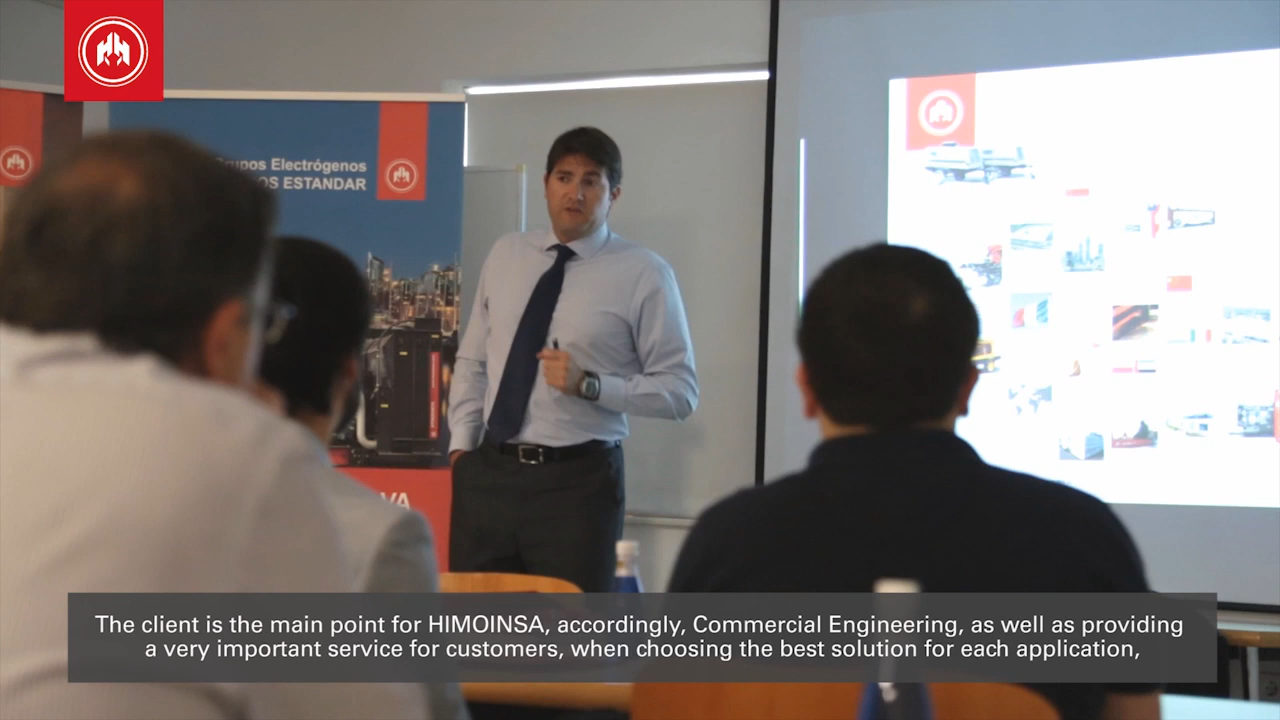 Grupos Electrógenos
ESTANDAR
The client is the main point for HIMOINSA, accordingly, Commercial Engineering, as well as providing
a very important service for customers, when choosing the best solution for each application,